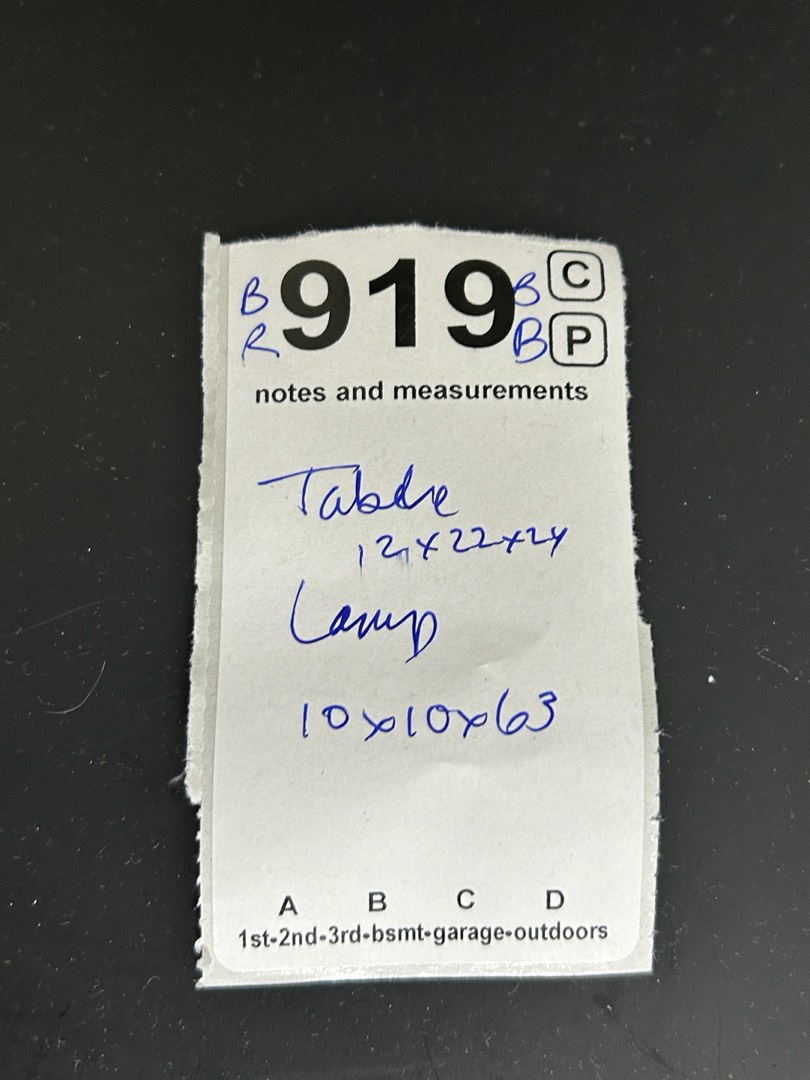 B 919 B C
R B P
notes and measurements
Table
12x22x24
Lamp
10x10x63
A B C D
1st-2nd-3rd-bsmt-garage-outdoors